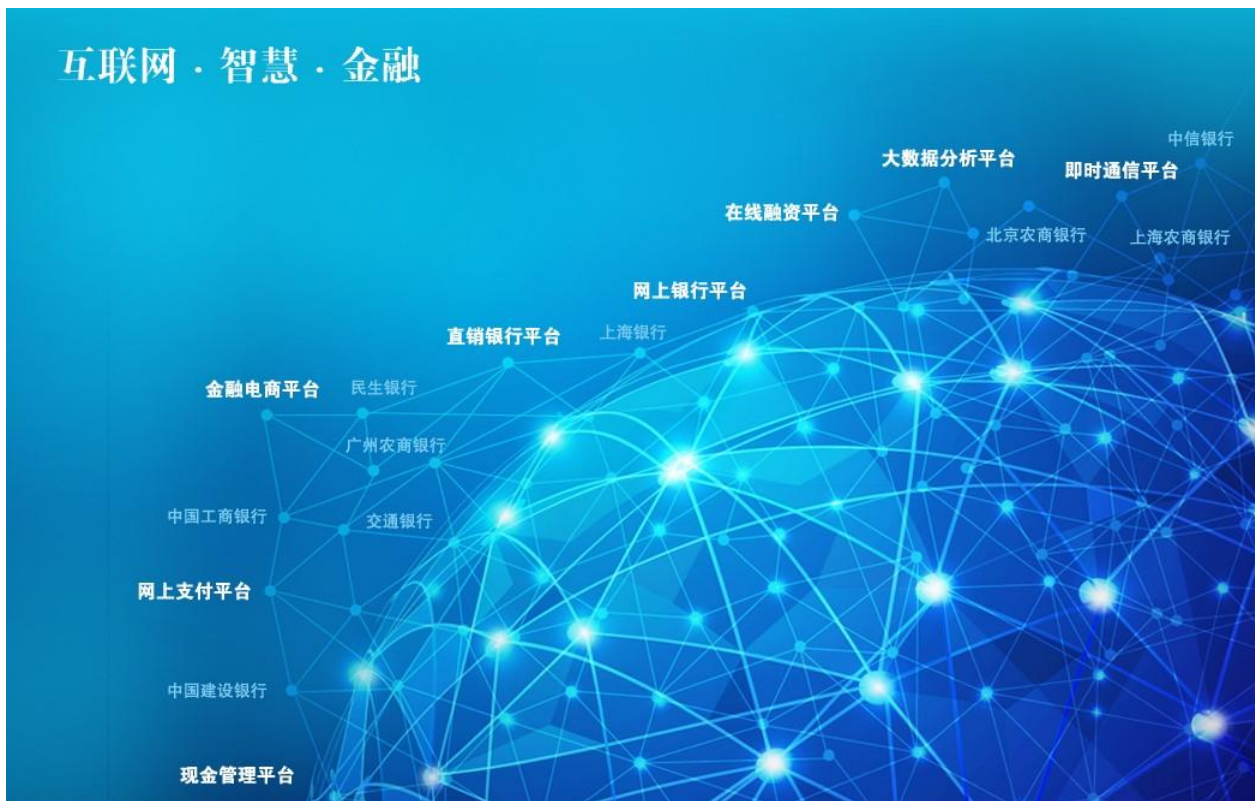 互联网 · 智慧 · 金融
中信银行
大数据分析平台
即时通信平台
在线融资平台
北京农商银行
上海农商银行
网上银行平台
直销银行平台
上海银行
金融电商平台
民生银行
广州农商银行
中国工商银行
交通银行
网上支付平台
中国建设银行
现金管理平台